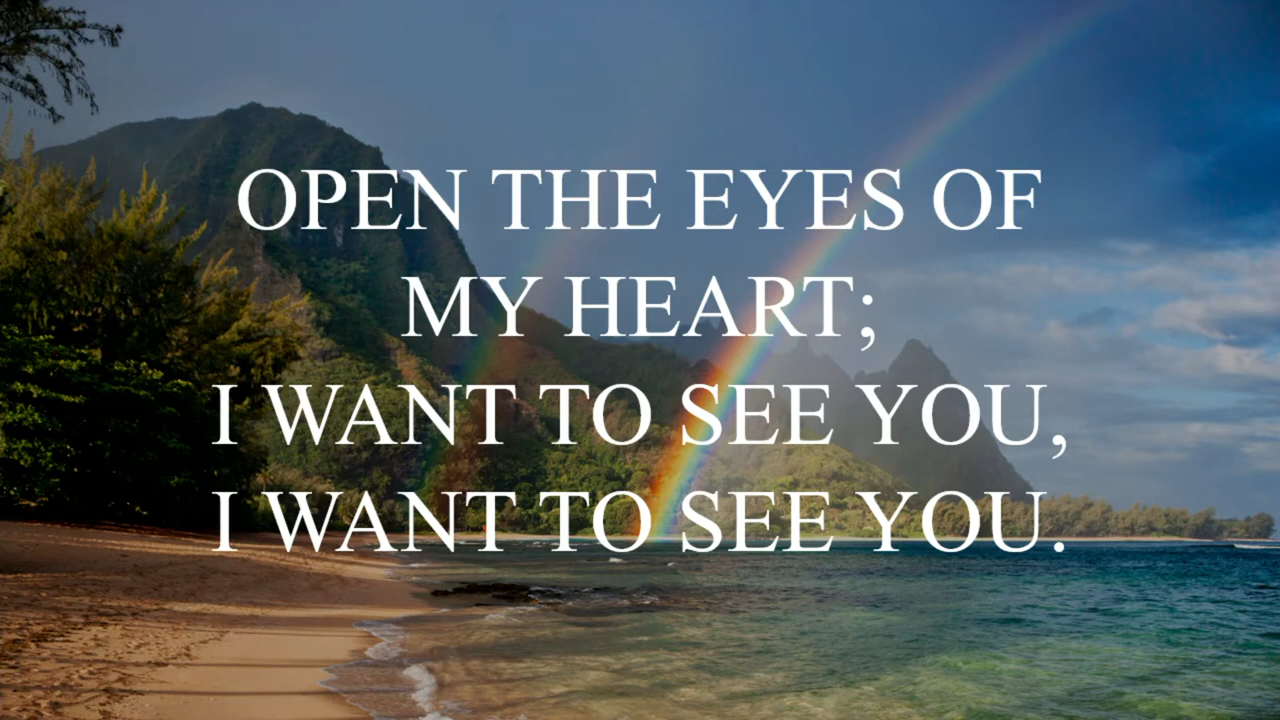 OPEN THE EYES OF
MY HEART;
I WANT TO SEE YOU,
I WANT TO SEE YOU.